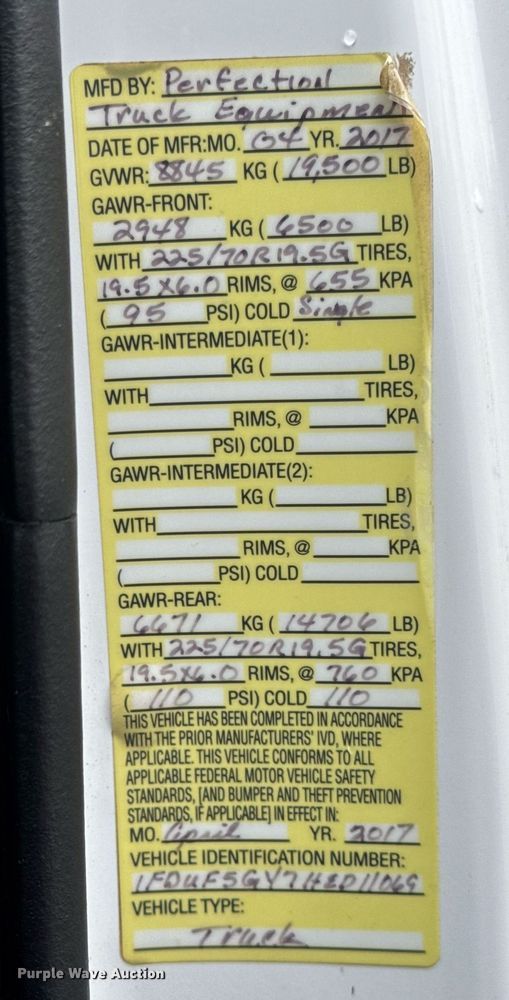 MFD BY: Perfection
Truck Equipment
DATE OF MFR:MO. 04 YR. 2017
GVWR: 8845 KG ( 19,500 LB)
GAWR-FRONT:
2948 KG ( 6500 LB)
WITH 225/70R19.5G TIRES,
19.5x6.0 RIMS, @ 655 KPA
( 95 PSI) COLD Single
GAWR-INTERMEDIATE(1):
KG ( LB)
WITH TIRES,
RIMS, @ KPA
( PSI) COLD
GAWR-INTERMEDIATE(2):
KG ( LB)
WITH TIRES,
RIMS, @ KPA
( PSI) COLD
GAWR-REAR:
6671 KG ( 14706 LB)
WITH 225/70R19.5G TIRES,
19.5x6.0 RIMS, @ 760 KPA
( 110 PSI) COLD 110
THIS VEHICLE HAS BEEN COMPLETED IN ACCORDANCE
WITH THE PRIOR MANUFACTURERS' IVD, WHERE
APPLICABLE. THIS VEHICLE CONFORMS TO ALL
APPLICABLE FEDERAL MOTOR VEHICLE SAFETY
STANDARDS, [AND BUMPER AND THEFT PREVENTION
STANDARDS, IF APPLICABLE] IN EFFECT IN:
MO. April YR. 2017
VEHICLE IDENTIFICATION NUMBER:
1FDUF5GY7HED11069
VEHICLE TYPE:
Truck
Purple Wave Auction